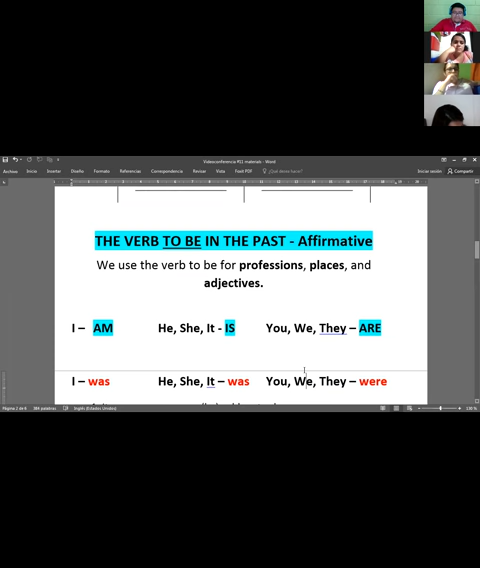 Videoconferencia #11 materials - Word
Archivo Inicio Insertar Diseño Formato Referencias Correspondencia Revisar Vista Foxit PDF ¿Qué desea hacer? Iniciar sesión Compartir
THE VERB TO BE IN THE PAST - Affirmative
We use the verb to be for professions, places, and
adjectives.
I – AM He, She, It - IS You, We, They – ARE
I – was He, She, It – was You, We, They – were
Página 2 de 6 384 palabras Inglés (Estados Unidos) 130 %